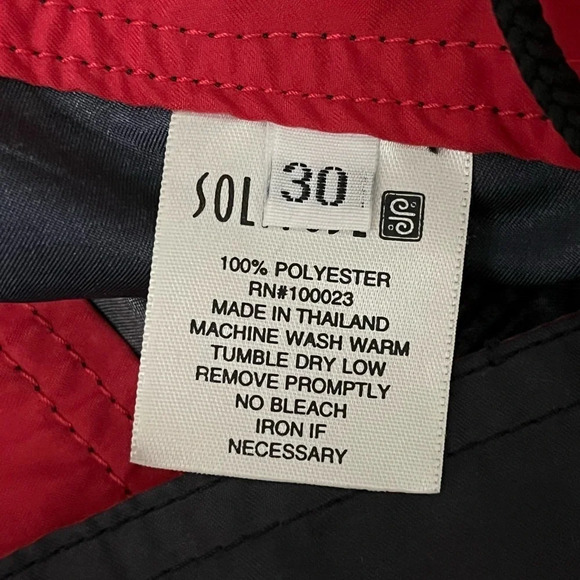 30
100% POLYESTER
RN#100023
MADE IN THAILAND
MACHINE WASH WARM
TUMBLE DRY LOW
REMOVE PROMPTLY
NO BLEACH
IRON IF
NECESSARY